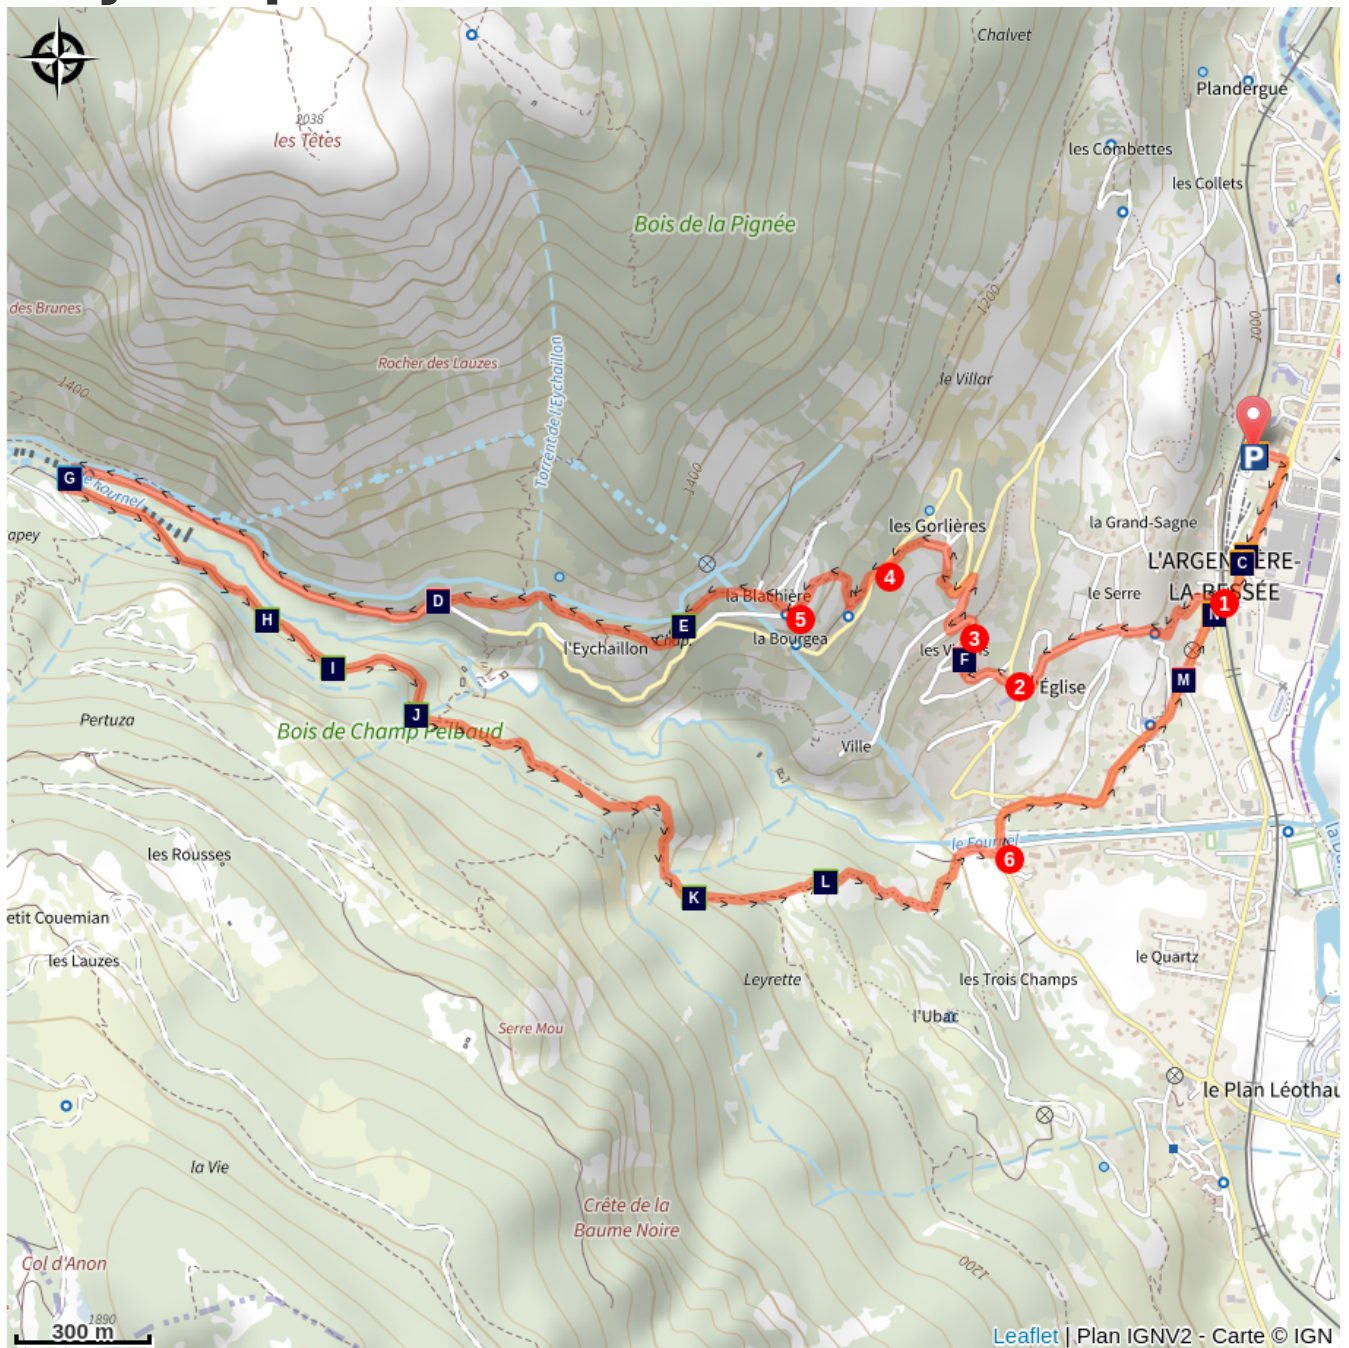 Chalvet
Plandergue
les Combettes
les Collets
2038
les Têtes
Bois de la Pignée
des Brunes
1200
1000
Rocher des Lauzes
le Villar
1400
Torrent de l'Eychaillon
1400
P
G
le Fournel
les Gorlières
la Grand-Sagne
apey
4
C
la Blachière
le Serre
D
1
5
H
E
la Bourgea
3
l'Eychaillon
Chap.
F
I
M
2
Église
J
Pertuza
Bois de Champ Pelbaud
Ville
les Rousses
le Fournel
6
L
K
etit Couemian
les Lauzes
le Quartz
Leyrette
les Trois Champs
l'Ubac
Serre Mou
le Plan Léothau
la Vie
Crête de la
Baume Noire
Col d'Anon
1200
1890
300 m
Leaflet | Plan IGNV2 - Carte © IGN